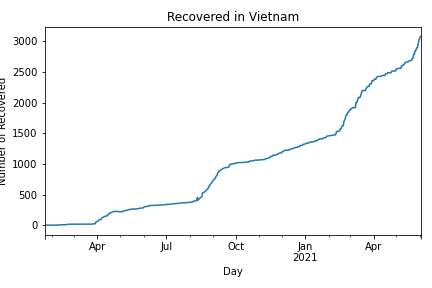 Recovered in Vietnam
3000
2500
2000
1500
1000
500
0
Number of Recovered
Apr Jul Oct Jan Apr
2021
Day